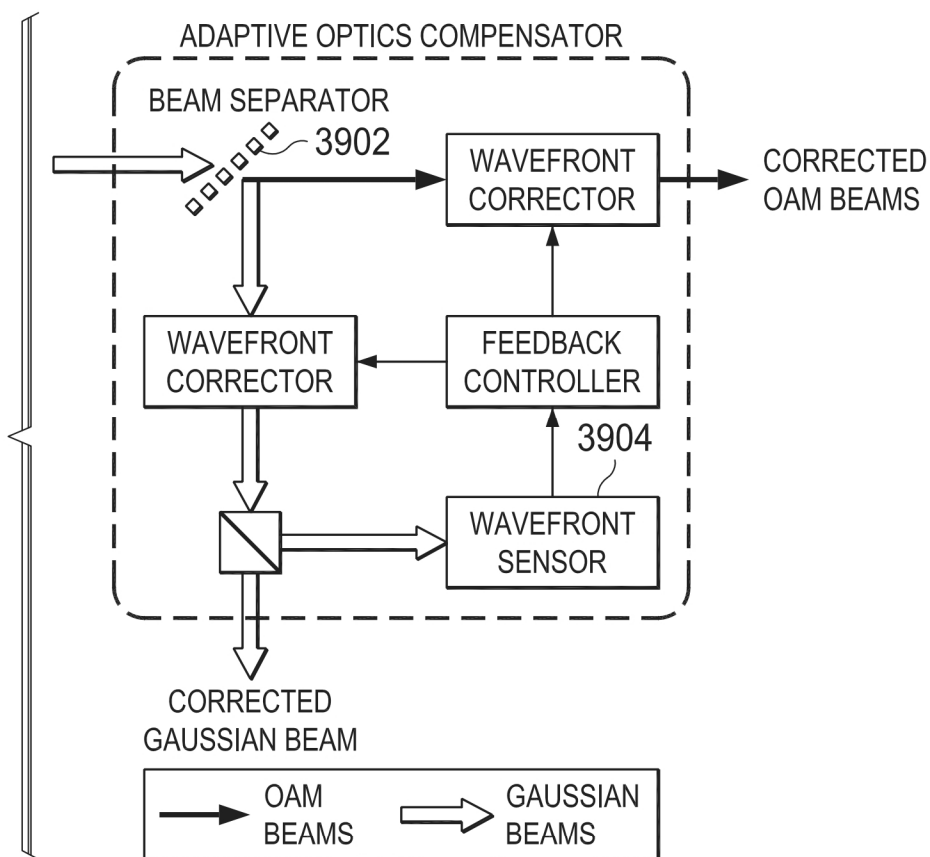 ADAPTIVE OPTICS COMPENSATOR
BEAM SEPARATOR
3902
WAVEFRONT
CORRECTOR
CORRECTED
OAM BEAMS
WAVEFRONT
CORRECTOR
FEEDBACK
CONTROLLER
3904
WAVEFRONT
SENSOR
CORRECTED
GAUSSIAN BEAM
OAM
BEAMS
GAUSSIAN
BEAMS